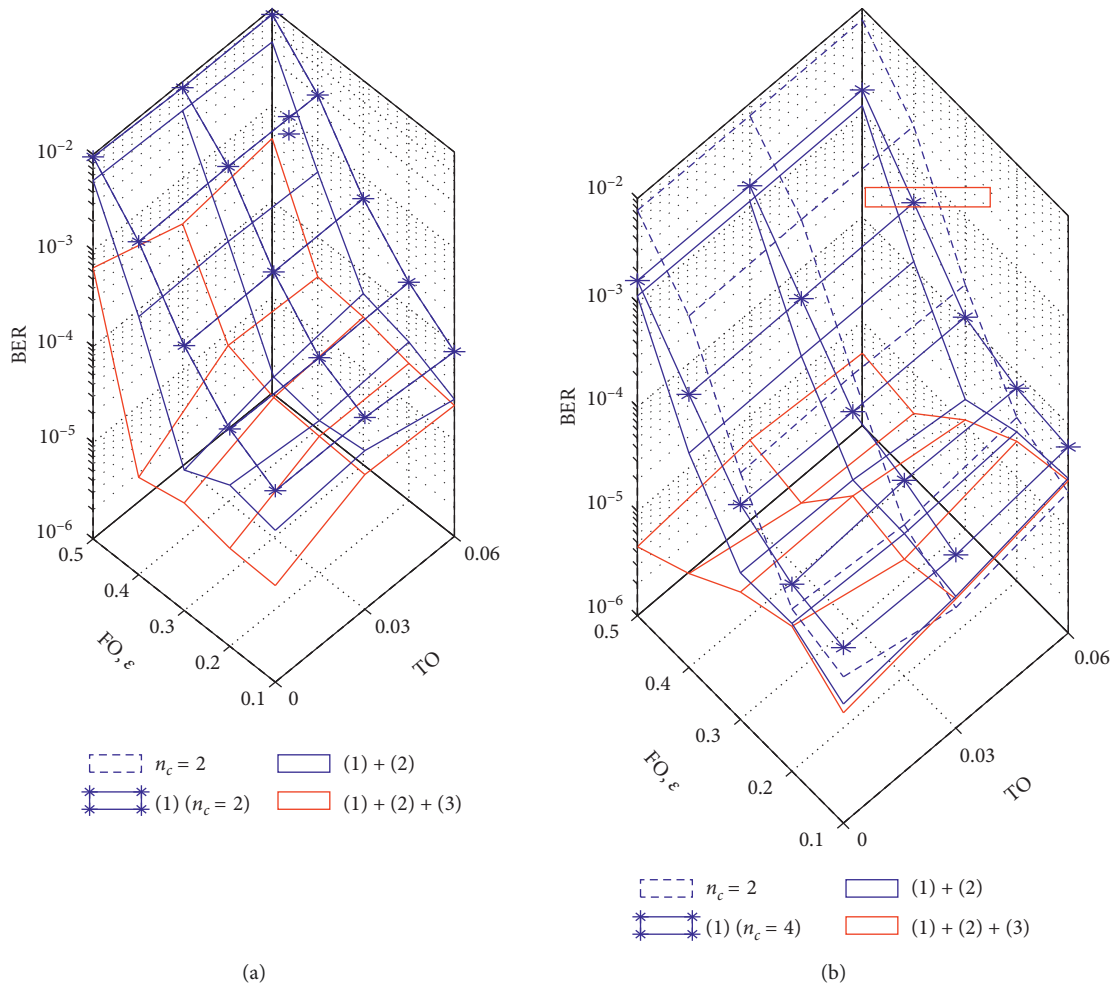 10⁻²
10⁻³
10⁻⁴
10⁻⁵
10⁻⁶
BER
0.5
0.4
0.3
0.2
0.1
FO, ε
0
0.03
0.06
TO
n_c = 2
(1) + (2)
(1) (n_c = 2)
(1) + (2) + (3)
(a)
10⁻²
10⁻³
10⁻⁴
10⁻⁵
10⁻⁶
BER
0.5
0.4
0.3
0.2
0.1
FO, ε
0
0.03
0.06
TO
n_c = 2
(1) + (2)
(1) (n_c = 4)
(1) + (2) + (3)
(b)